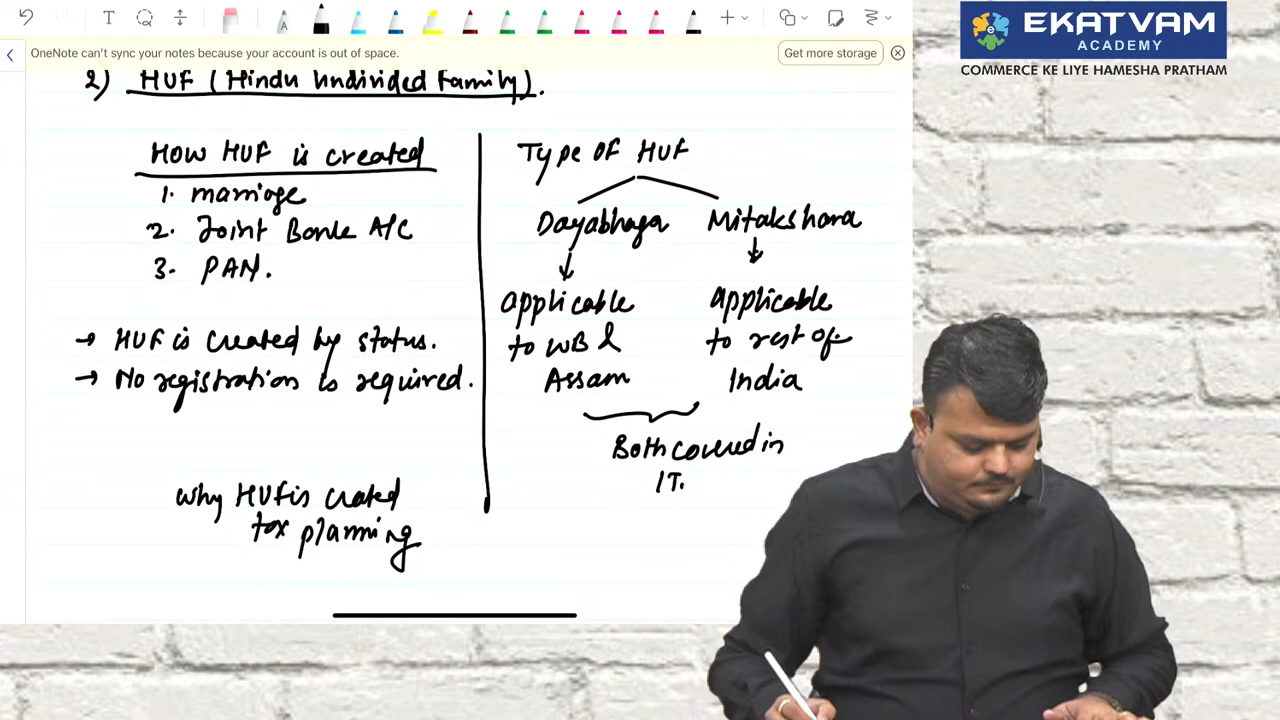 EKATVAM
ACADEMY
COMMERCE KE LIYE HAMESHA PRATHAM
OneNote can't sync your notes because your account is out of space.
Get more storage
2) HUF (Hindu Undivided Family).
How HUF is created
1. marriage
2. Joint Bank A/C
3. PAN.
→ HUF is created by status.
→ No registration is required.
why HUF is crated
tax planning
Type OF HUF
Dayabhaga
Mitakshara
applicable
to WB &
Assam
applicable
to rest of
India
Both covered in
IT.